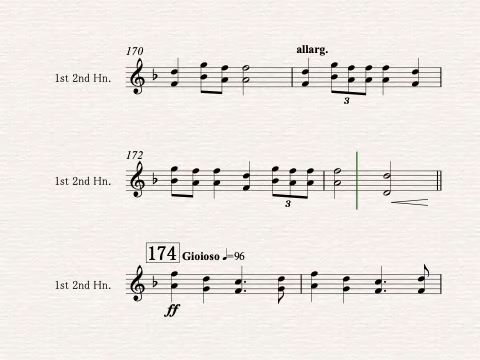 170
allarg.
1st 2nd Hn.
3
172
1st 2nd Hn.
3
174 Gioioso ♩=96
1st 2nd Hn.
ff